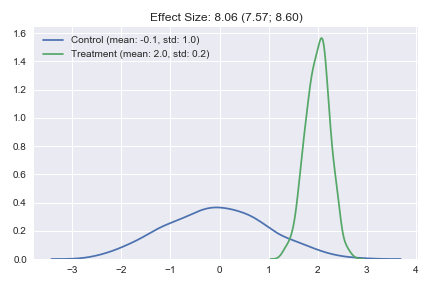 Effect Size: 8.06 (7.57; 8.60)
Control (mean: -0.1, std: 1.0)
Treatment (mean: 2.0, std: 0.2)
1.6
1.4
1.2
1.0
0.8
0.6
0.4
0.2
0.0
−3 −2 −1 0 1 2 3 4